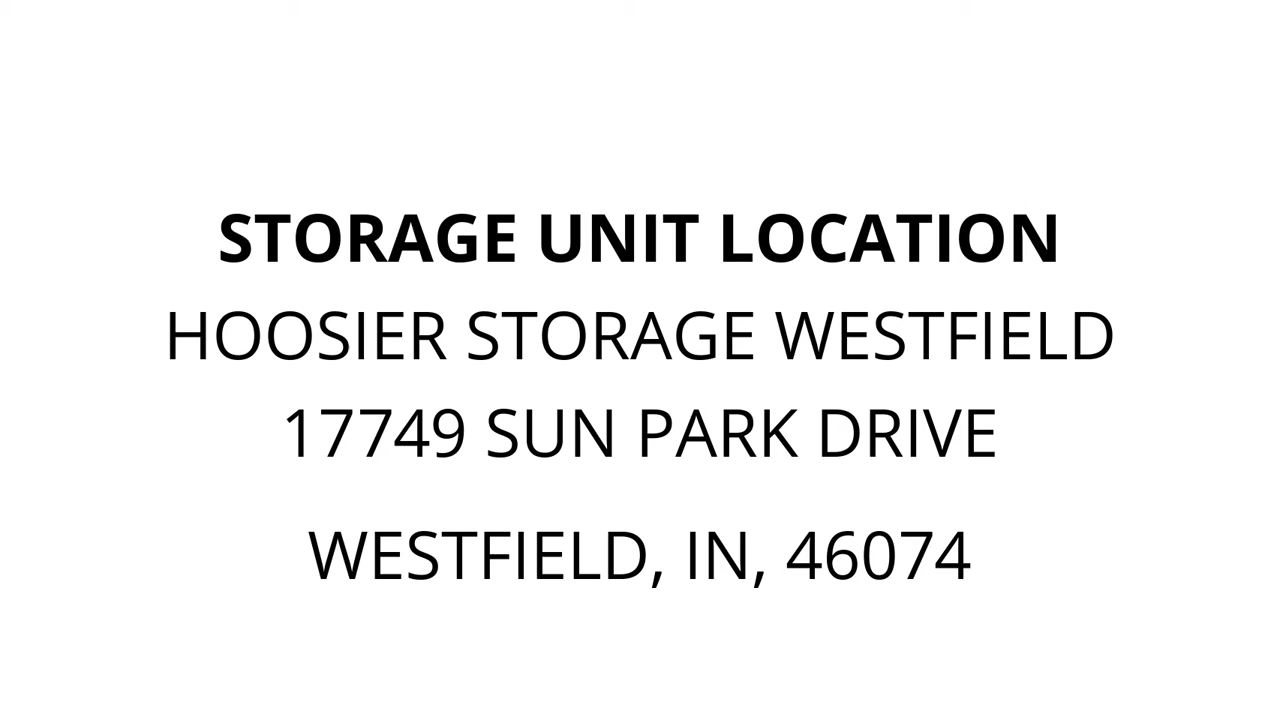 STORAGE UNIT LOCATION
HOOSIER STORAGE WESTFIELD
17749 SUN PARK DRIVE
WESTFIELD, IN, 46074